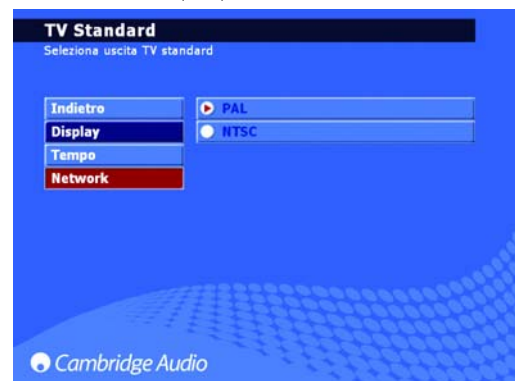 TV Standard
Seleziona uscita TV standard
Indietro
PAL
Display
NTSC
Tempo
Network
Cambridge Audio